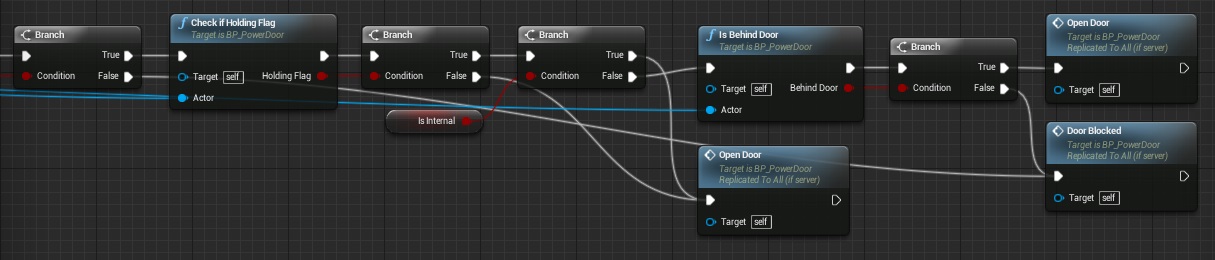 Branch
True
Condition
False
Check if Holding Flag
Target is BP_PowerDoor
Target
self
Holding Flag
Actor
Branch
True
Condition
False
Is Internal
Branch
True
Condition
False
Is Behind Door
Target is BP_PowerDoor
Target
self
Behind Door
Actor
Open Door
Target is BP_PowerDoor
Replicated To All (if server)
Target
self
Branch
True
Condition
False
Open Door
Target is BP_PowerDoor
Replicated To All (if server)
Target
self
Door Blocked
Target is BP_PowerDoor
Replicated To All (if server)
Target
self